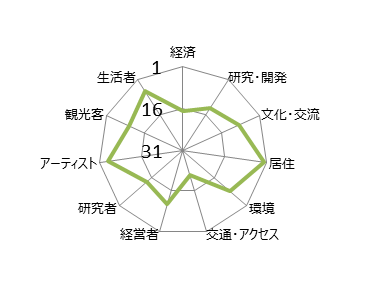 経済
1
生活者
研究・開発
16
観光客
文化・交流
31
アーティスト
居住
研究者
環境
経営者
交通・アクセス